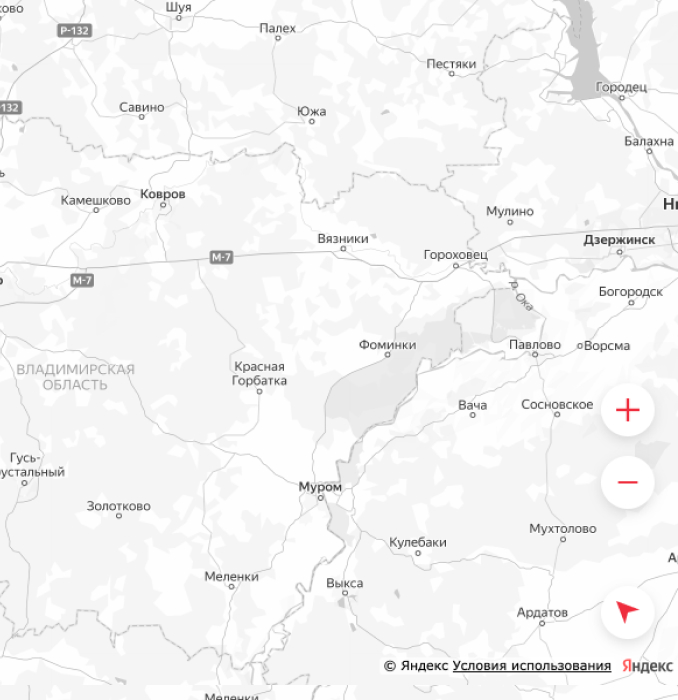 ково
Шуя
Палех
Р-132
Пестяки
Городец
132
Савино
Южа
Балахна
ь
Камешково
Ковров
Ни
Мулино
Вязники
Дзержинск
М-7
Гороховец
М-7
р. Ока
Богородск
Фоминки
Павлово
Ворсма
ВЛАДИМИРСКАЯ
ОБЛАСТЬ
Красная
Горбатка
Вача
Сосновское
Гусь-
рустальный
Муром
Золотково
Мухтолово
Кулебаки
А
Меленки
Выкса
Ардатов
© Яндекс Условия использования Яндекс
Меленки